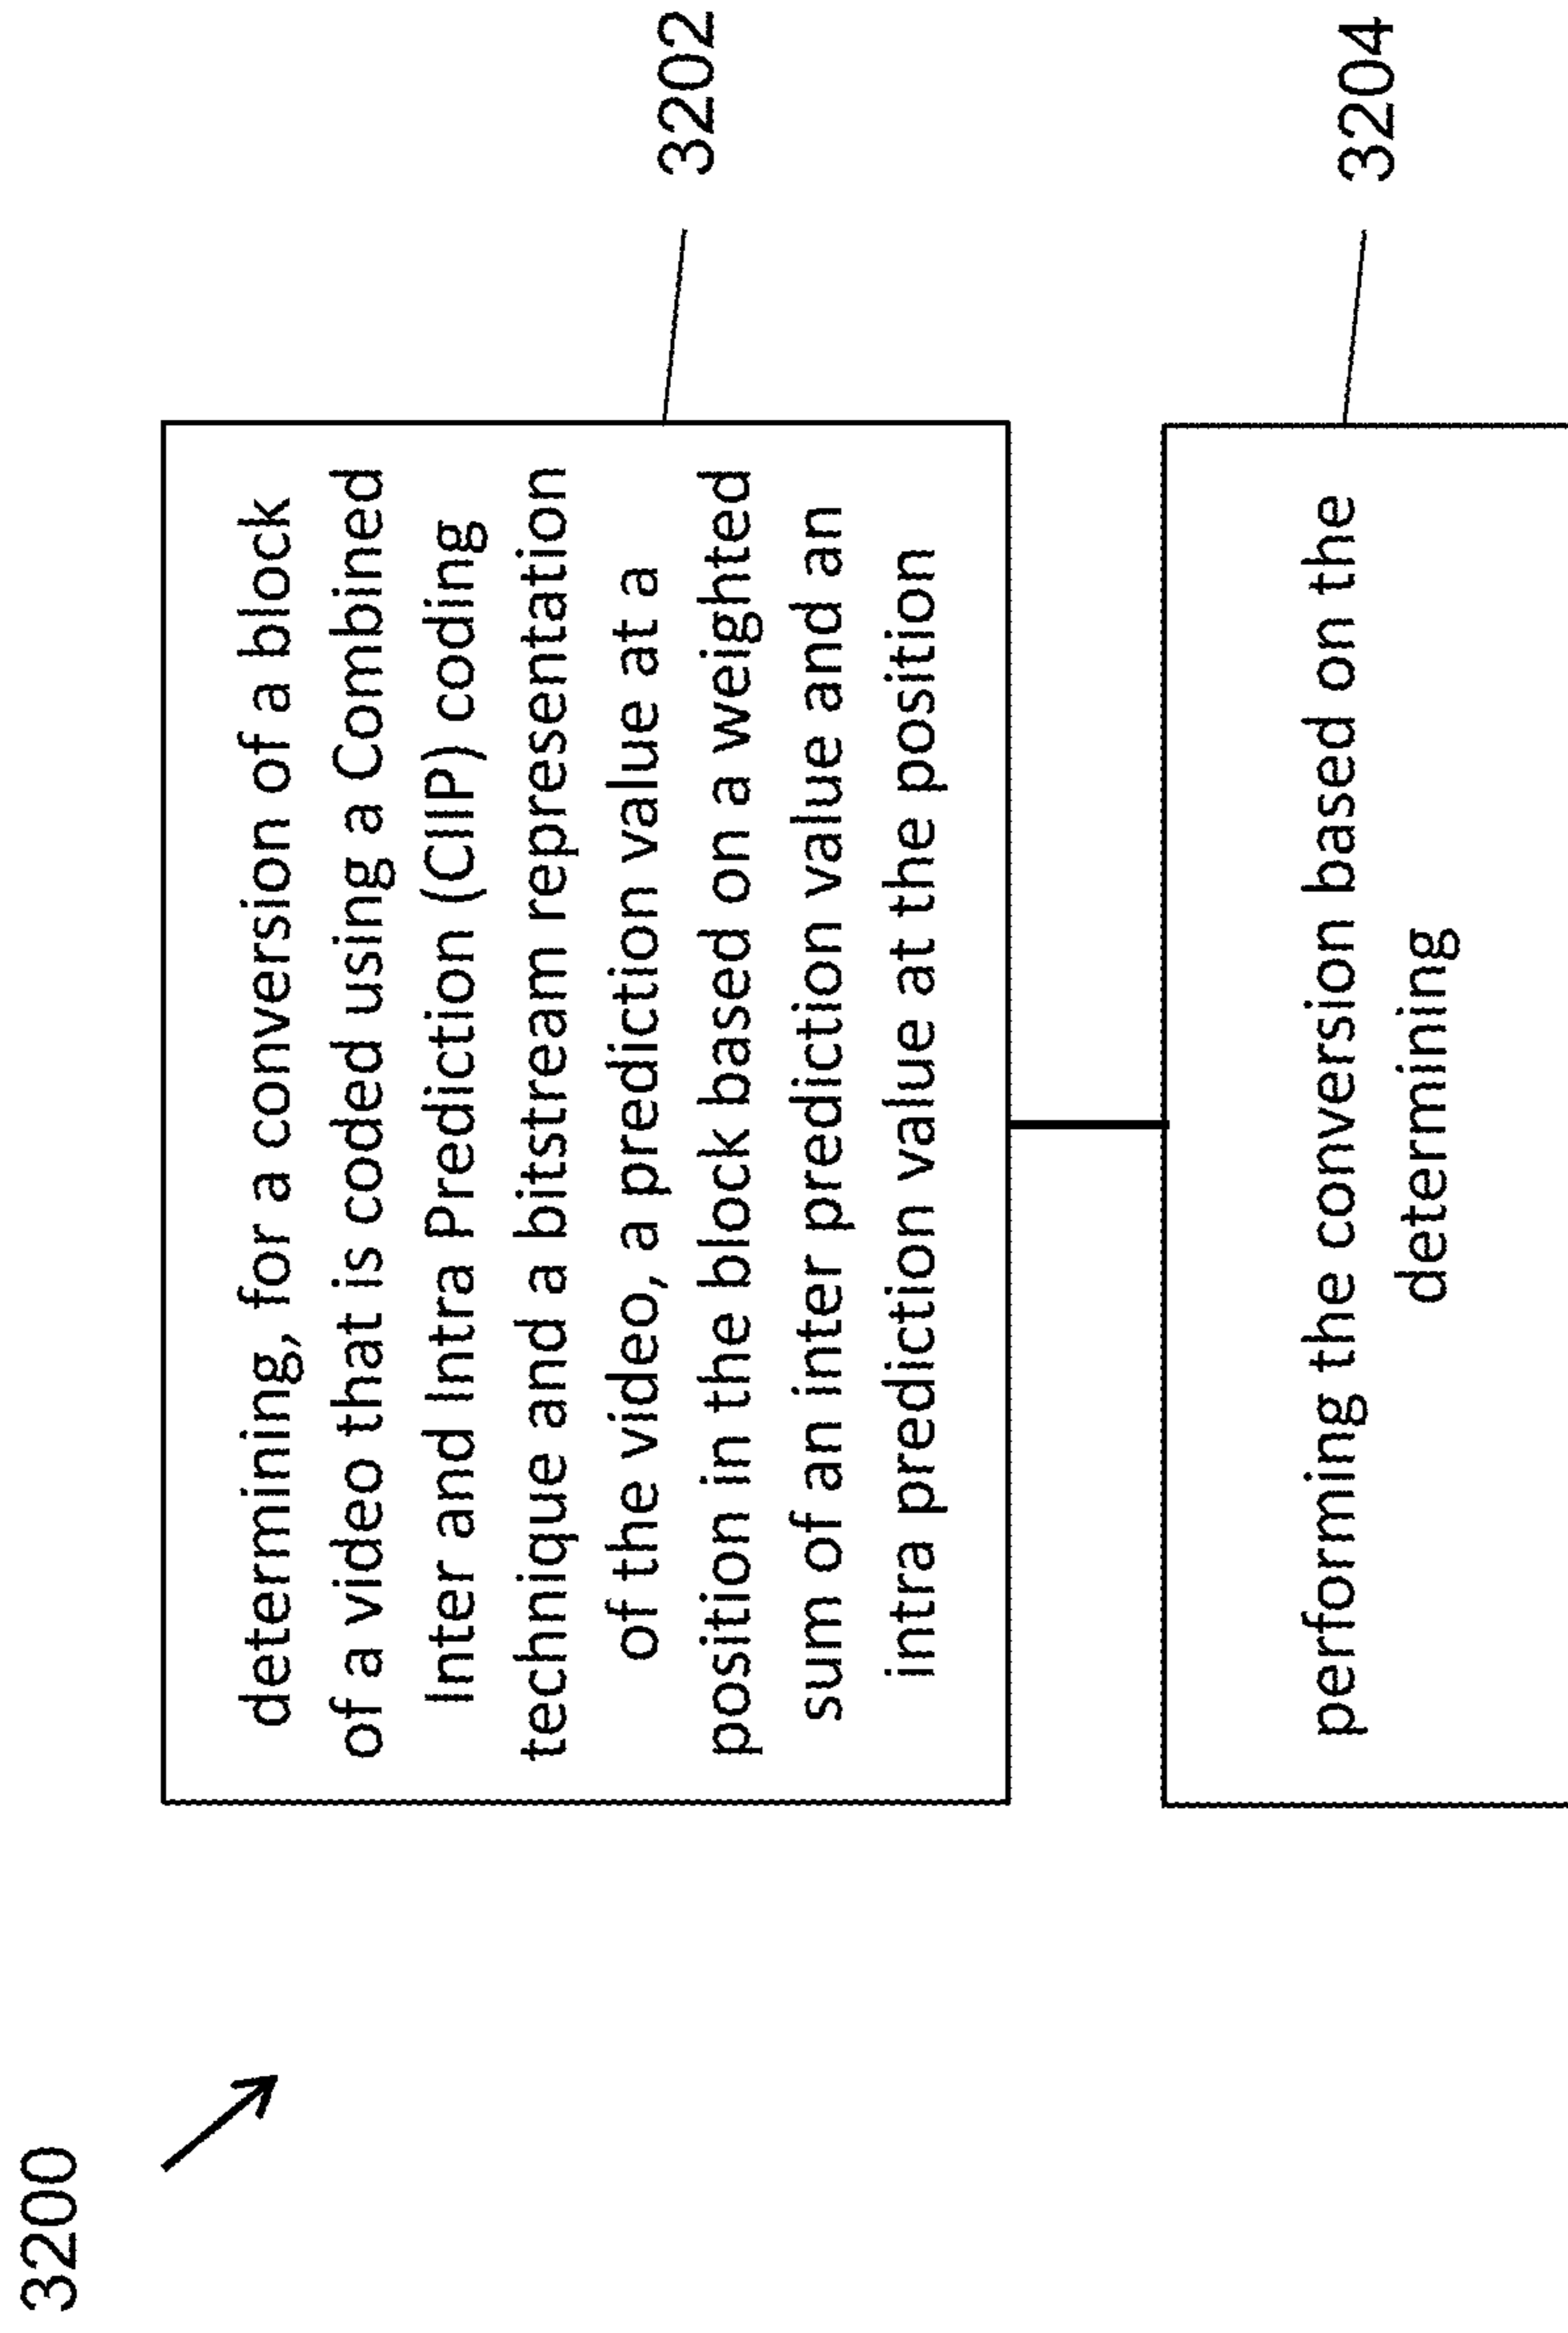 3200
determining, for a conversion of a block
of a video that is coded using a Combined
Inter and Intra Prediction (CIIP) coding
technique and a bitstream representation
of the video, a prediction value at a
position in the block based on a weighted
sum of an inter prediction value and an
intra prediction value at the position
3202
performing the conversion based on the
determining
3204